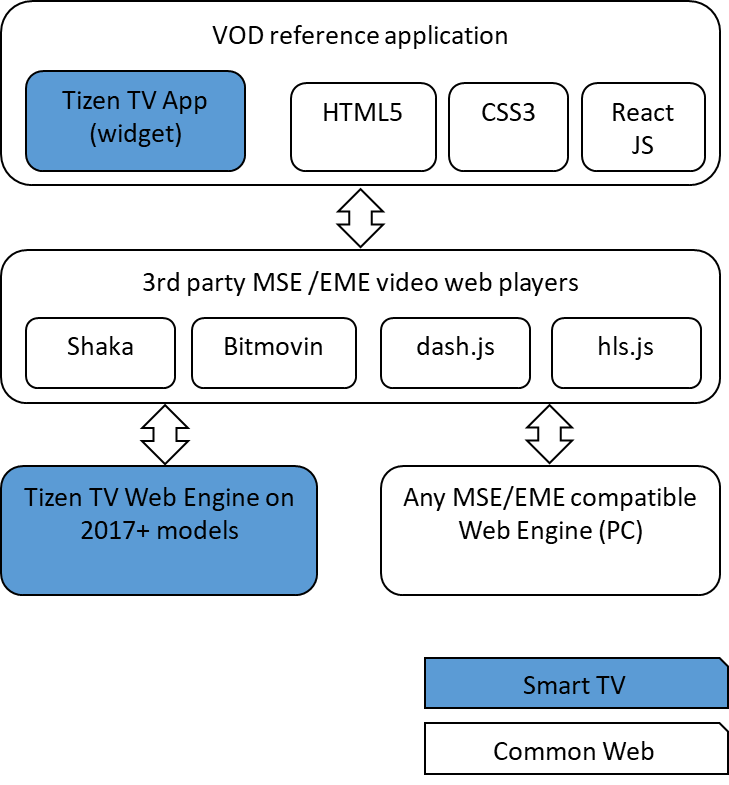 VOD reference application
Tizen TV App
(widget)
HTML5
CSS3
React
JS
3rd party MSE /EME video web players
Shaka
Bitmovin
dash.js
hls.js
Tizen TV Web Engine on
2017+ models
Any MSE/EME compatible
Web Engine (PC)
Smart TV
Common Web